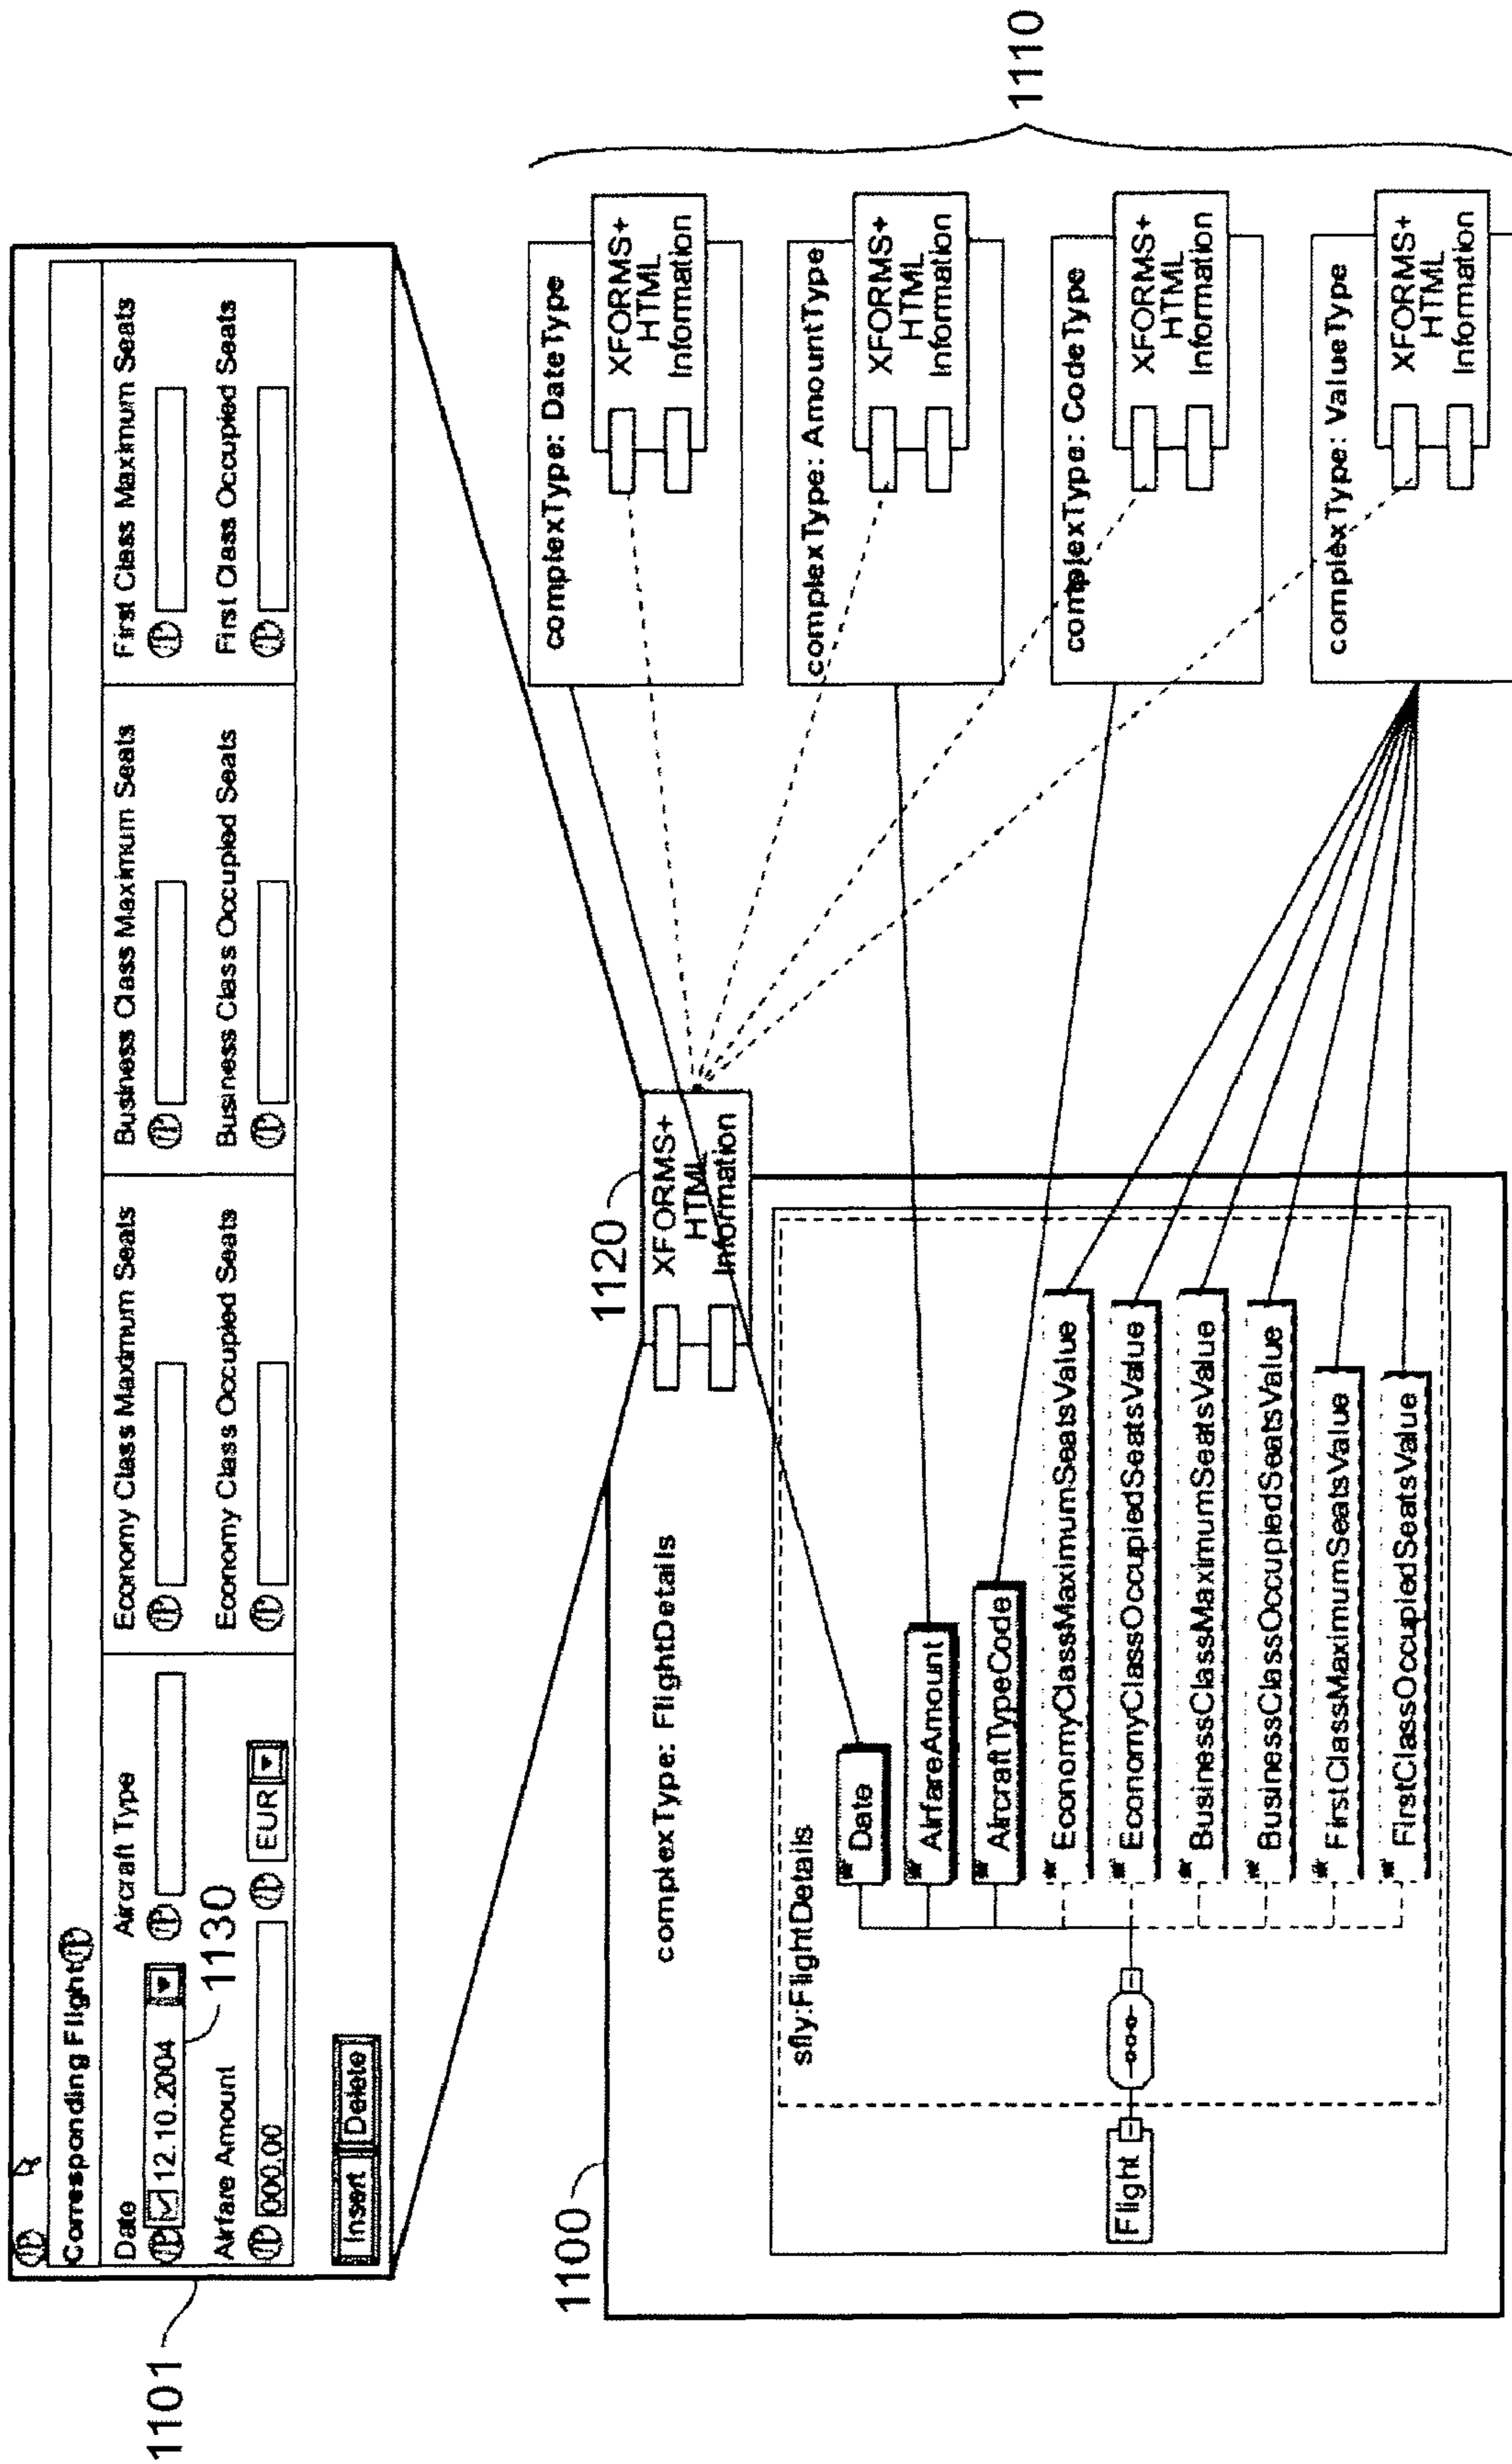 1101
Corresponding Flight
Date
Aircraft Type
12.10.2004
1130
Airfare Amount
000.00
EUR
Economy Class Maximum Seats
Economy Class Occupied Seats
Business Class Maximum Seats
Business Class Occupied Seats
First Class Maximum Seats
First Class Occupied Seats
Insert
Delete
1100
complexType: FlightDetails
1120
XFORMS+
HTML
Information
sfly:FlightDetails
Flight
Date
AirfareAmount
AircraftTypeCode
EconomyClassMaximumSeatsValue
EconomyClassOccupiedSeatsValue
BusinessClassMaximumSeatsValue
BusinessClassOccupiedSeatsValue
FirstClassMaximumSeatsValue
FirstClassOccupiedSeatsValue
complexType: DateType
XFORMS+
HTML
Information
complexType: AmountType
XFORMS+
HTML
Information
complexType: CodeType
XFORMS+
HTML
Information
complexType: ValueType
XFORMS+
HTML
Information
1110